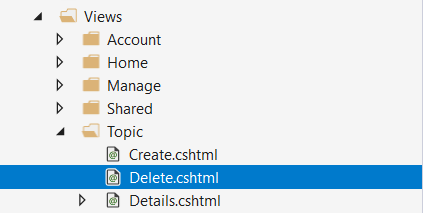 Views
Account
Home
Manage
Shared
Topic
Create.cshtml
Delete.cshtml
Details.cshtml